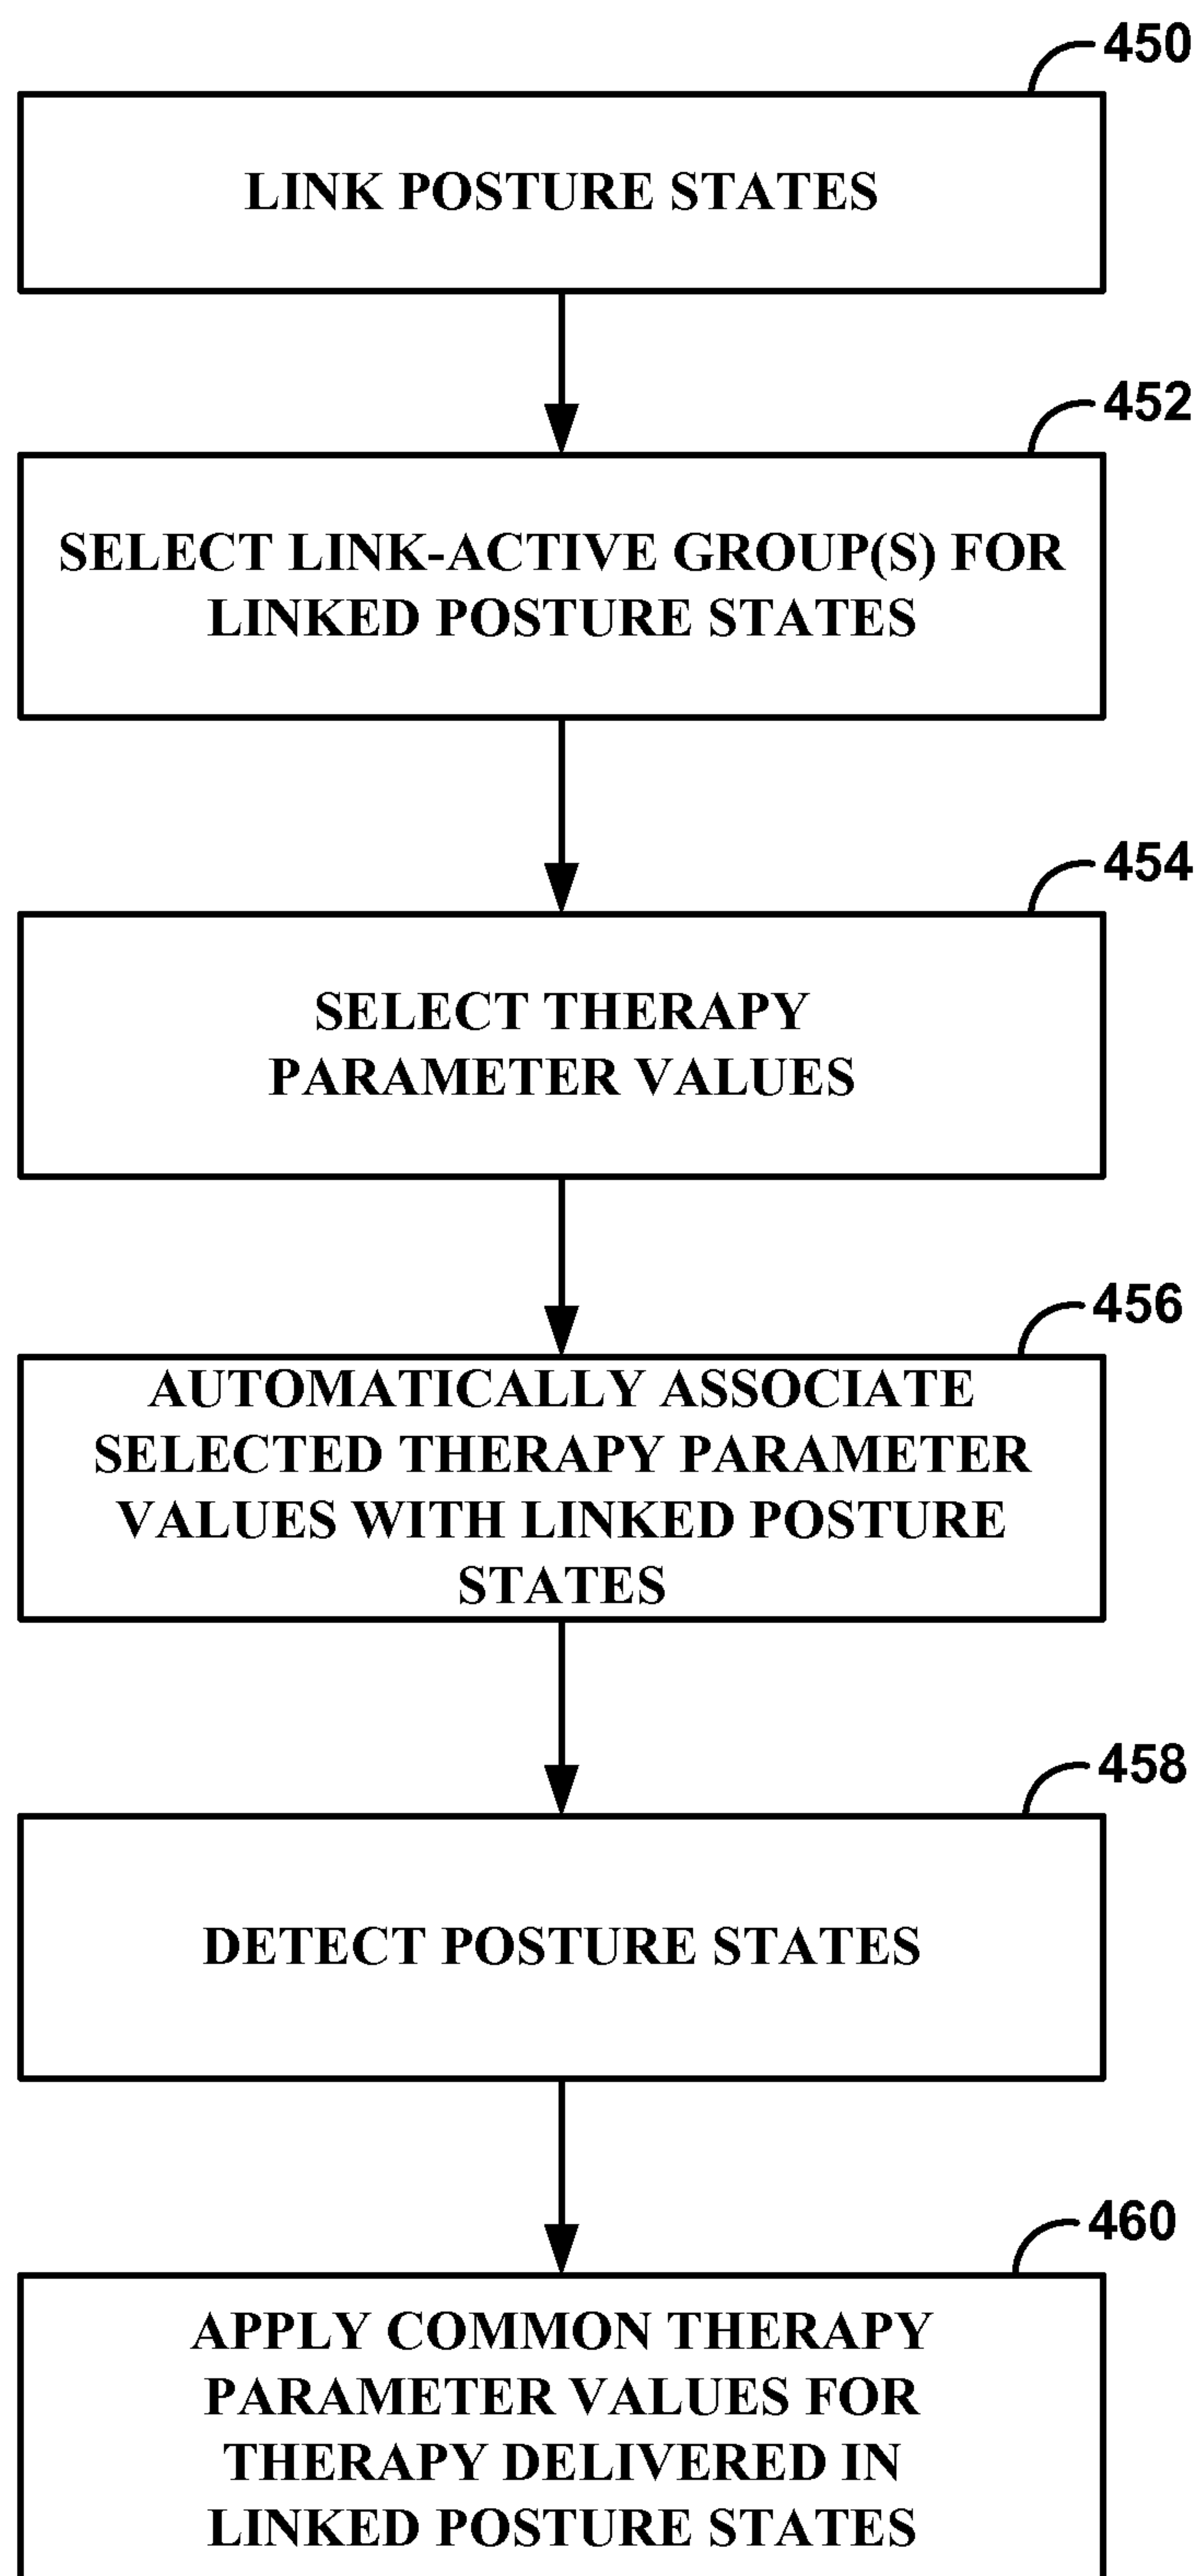 450
LINK POSTURE STATES
452
SELECT LINK-ACTIVE GROUP(S) FOR
LINKED POSTURE STATES
454
SELECT THERAPY
PARAMETER VALUES
456
AUTOMATICALLY ASSOCIATE
SELECTED THERAPY PARAMETER
VALUES WITH LINKED POSTURE
STATES
458
DETECT POSTURE STATES
460
APPLY COMMON THERAPY
PARAMETER VALUES FOR
THERAPY DELIVERED IN
LINKED POSTURE STATES